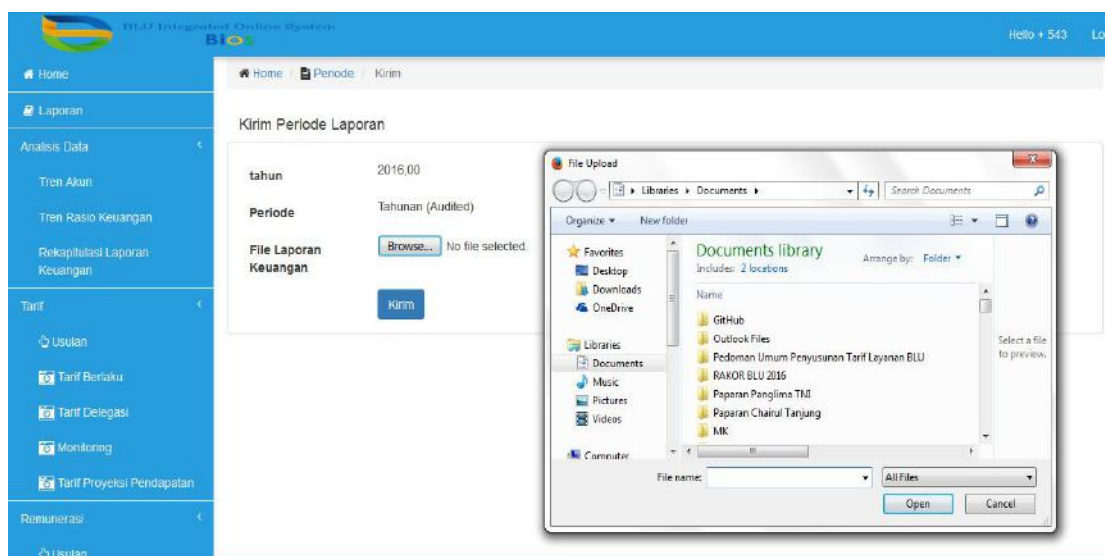 BLU Integrated Online System
Bios
Hello + 543
Home
Home / Periode / Kirim
Laporan
Kirim Periode Laporan
Analisis Data
Tren Akun
Tren Rasio Keuangan
Rekapitulasi Laporan
Keuangan
Tarif
Usulan
Tarif Berlaku
Tarif Delegasi
Monitoring
Tarif Proyeksi Pendapatan
Remunerasi
Usulan
tahun 2016,00
Periode Tahunan (Audited)
File Laporan
Keuangan
Browse... No file selected.
Kirim
File Upload
Libraries Documents
Search Documents
Organize New folder
Favorites
Desktop
Downloads
OneDrive
Libraries
Documents
Music
Pictures
Videos
Computer
Documents library
Includes: 2 locations
Arrange by: Folder
Name
GitHub
Outlook Files
Pedoman Umum Penyusunan Tarif Layanan BLU
RAKOR BLU 2016
Paparan Panglima TNI
Paparan Chairul Tanjung
MK
Select a file
to preview.
File name:
All Files
Open Cancel